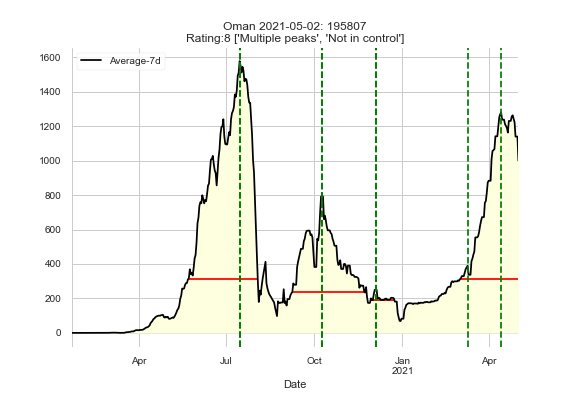 Oman 2021-05-02: 195807
Rating:8 ['Multiple peaks', 'Not in control']
Average-7d
1600
1400
1200
1000
800
600
400
200
0
Apr Jul Oct Jan Apr
2021
Date